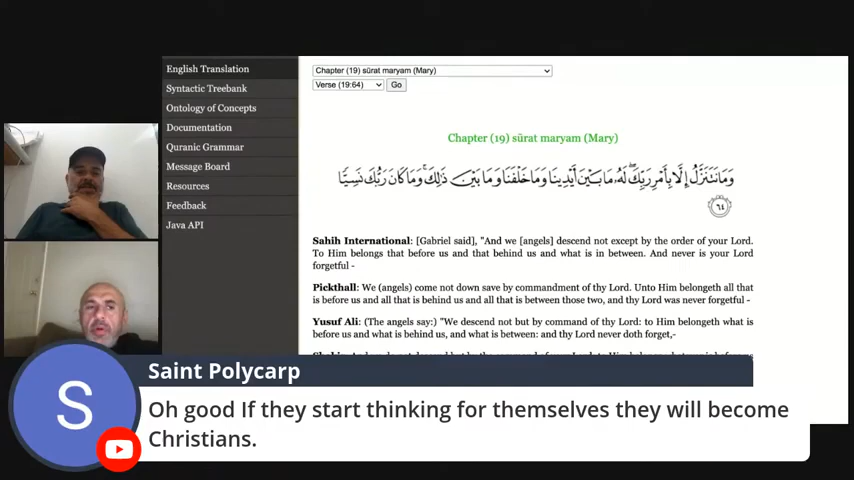 English Translation
Syntactic Treebank
Ontology of Concepts
Documentation
Quranic Grammar
Message Board
Resources
Feedback
Java API
Chapter (19) sūrat maryam (Mary)
Verse (19:64)
Go
Chapter (19) sūrat maryam (Mary)
وَمَا نَتَنَزَّلُ إِلَّا بِأَمْرِ رَبِّكَ ۖ لَهُ مَا بَيْنَ أَيْدِينَا وَمَا خَلْفَنَا وَمَا بَيْنَ ذَٰلِكَ ۚ وَمَا كَانَ رَبُّكَ نَسِيًّا
٦٤
Sahih International: [Gabriel said], "And we [angels] descend not except by the order of your Lord.
To Him belongs that before us and that behind us and what is in between. And never is your Lord
forgetful -
Pickthall: We (angels) come not down save by commandment of thy Lord. Unto Him belongeth all that
is before us and all that is behind us and all that is between those two, and thy Lord was never forgetful -
Yusuf Ali: (The angels say:) "We descend not but by command of thy Lord: to Him belongeth what is
before us and what is behind us, and what is between: and thy Lord never doth forget,-
S
Saint Polycarp
Oh good If they start thinking for themselves they will become
Christians.